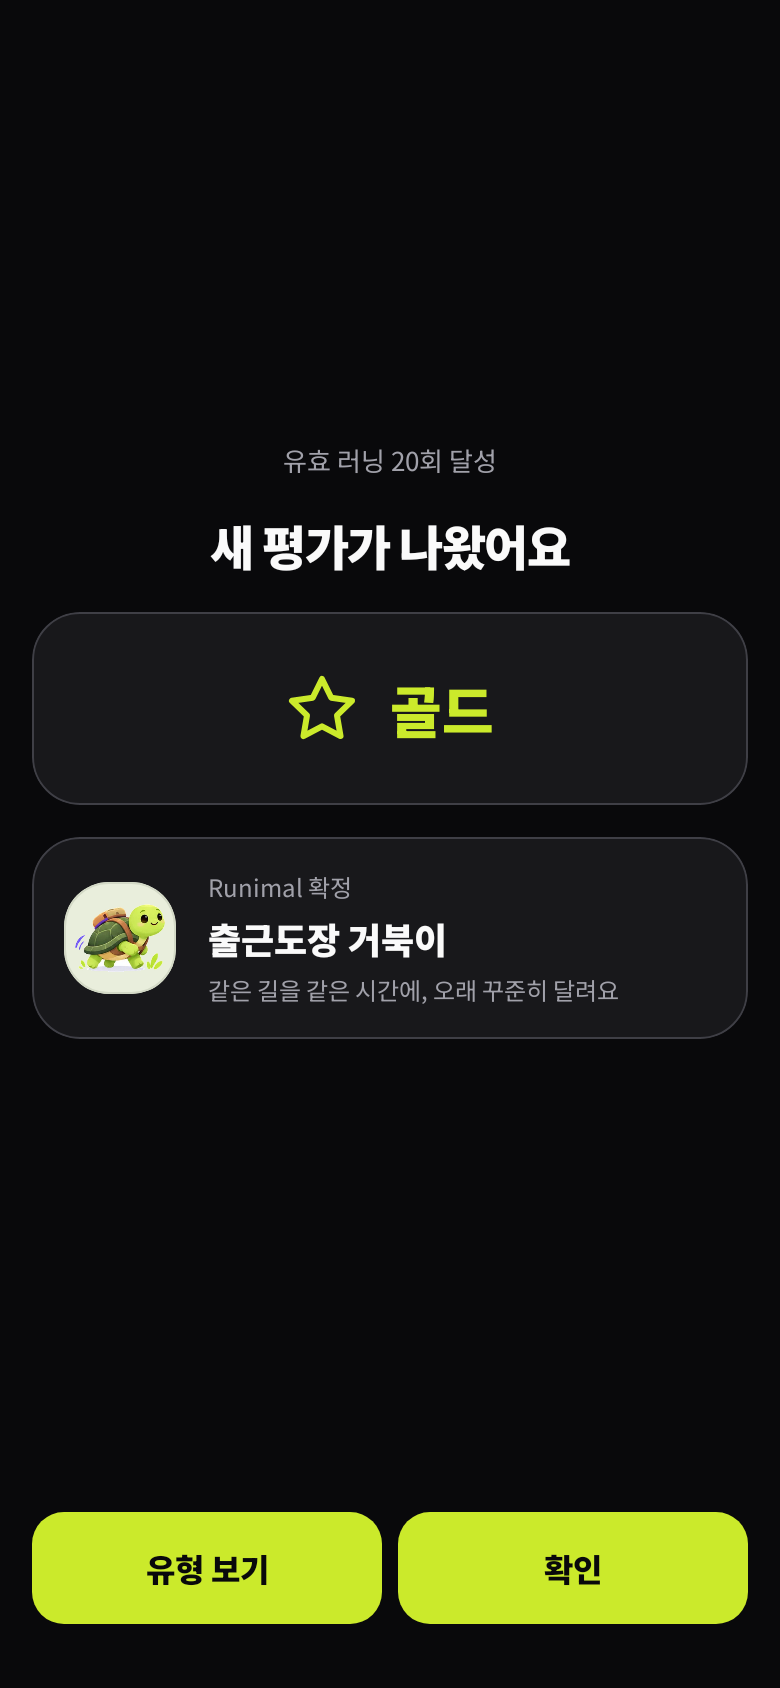 유효 러닝 20회 달성
새 평가가 나왔어요
골드
Runimal 확정
출근도장 거북이
같은 길을 같은 시간에, 오래 꾸준히 달려요
유형 보기
확인